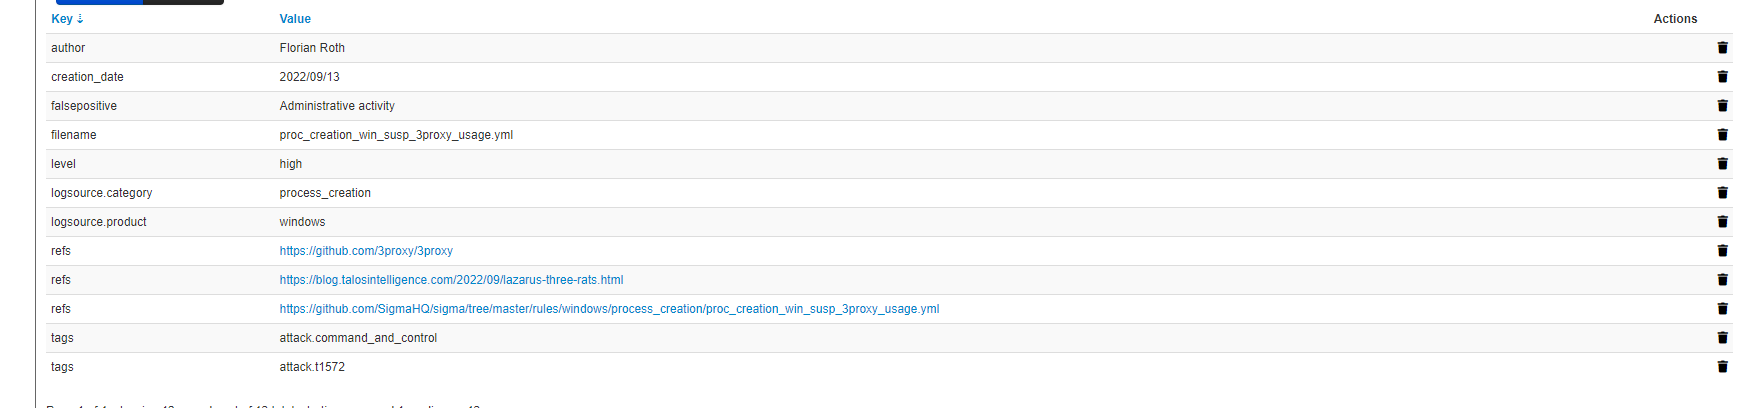 Key ↓ Value Actions
author Florian Roth
creation_date 2022/09/13
falsepositive Administrative activity
filename proc_creation_win_susp_3proxy_usage.yml
level high
logsource.category process_creation
logsource.product windows
refs https://github.com/3proxy/3proxy
refs https://blog.talosintelligence.com/2022/09/lazarus-three-rats.html
refs https://github.com/SigmaHQ/sigma/tree/master/rules/windows/process_creation/proc_creation_win_susp_3proxy_usage.yml
tags attack.command_and_control
tags attack.t1572